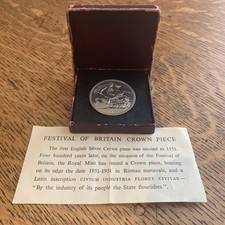 FESTIVAL OF BRITAIN CROWN PIECE
The first English Silver Crown piece was minted in 1551.
Four hundred years later, on the occasion of the Festival of
Britain, the Royal Mint has issued a Crown piece, bearing
on its edge the date 1551-1951 in Roman numerals, and a
Latin inscription CIVIUM INDUSTRIA FLORET CIVITAS—
"By the industry of its people the State flourishes".